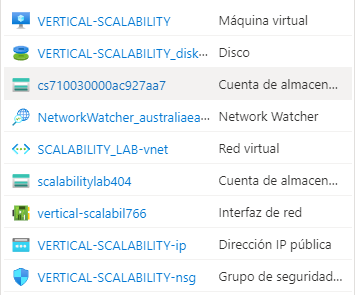 VERTICAL-SCALABILITY Máquina virtual
VERTICAL-SCALABILITY_disk... Disco
cs710030000ac927aa7 Cuenta de almacen...
NetworkWatcher_australiaea... Network Watcher
SCALABILITY_LAB-vnet Red virtual
scalabilitylab404 Cuenta de almacen...
vertical-scalabil766 Interfaz de red
VERTICAL-SCALABILITY-ip Dirección IP pública
VERTICAL-SCALABILITY-nsg Grupo de seguridad...